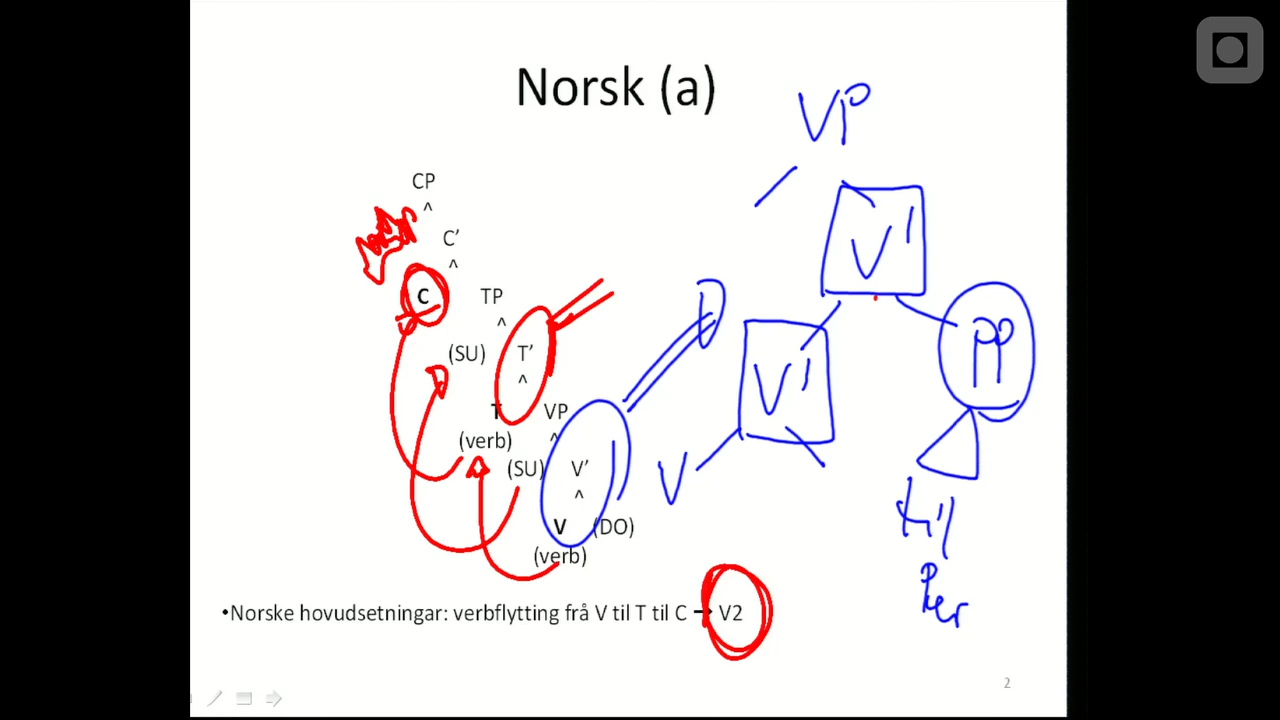 Norsk (a)
VP
CP
^
C’
^
V'
C
TP
^
(SU)
T’
^
V'
PP
T
VP
(verb)
^
(SU)
V’
^
V
V
(DO)
(verb)
til
Per
•Norske hovudsetningar: verbflytting frå V til T til C → V2
2